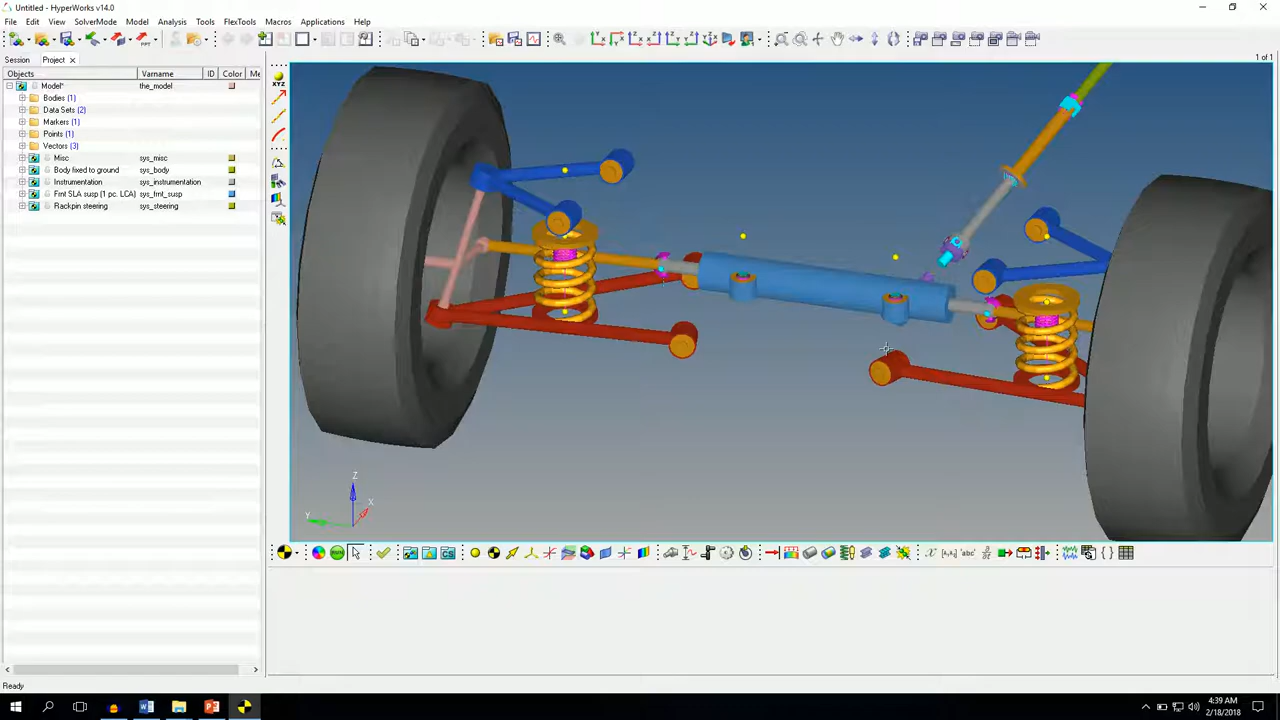 Untitled - HyperWorks v14.0
File Edit View SolverMode Model Analysis Tools FlexTools Macros Applications Help
Session Project
1 of 1
Objects Varname ID Color Me
Model* the_model
Bodies (1)
Data Sets (2)
Markers (1)
Points (1)
Vectors (3)
Misc sys_misc
Body fixed to ground sys_body
Instrumentation sys_instrumentation
Frnt SLA susp (1 pc. LCA) sys_frnt_susp
Rackpin steering sys_steering
XYZ
Z
X
Y
Ready
4:39 AM
2/18/2018